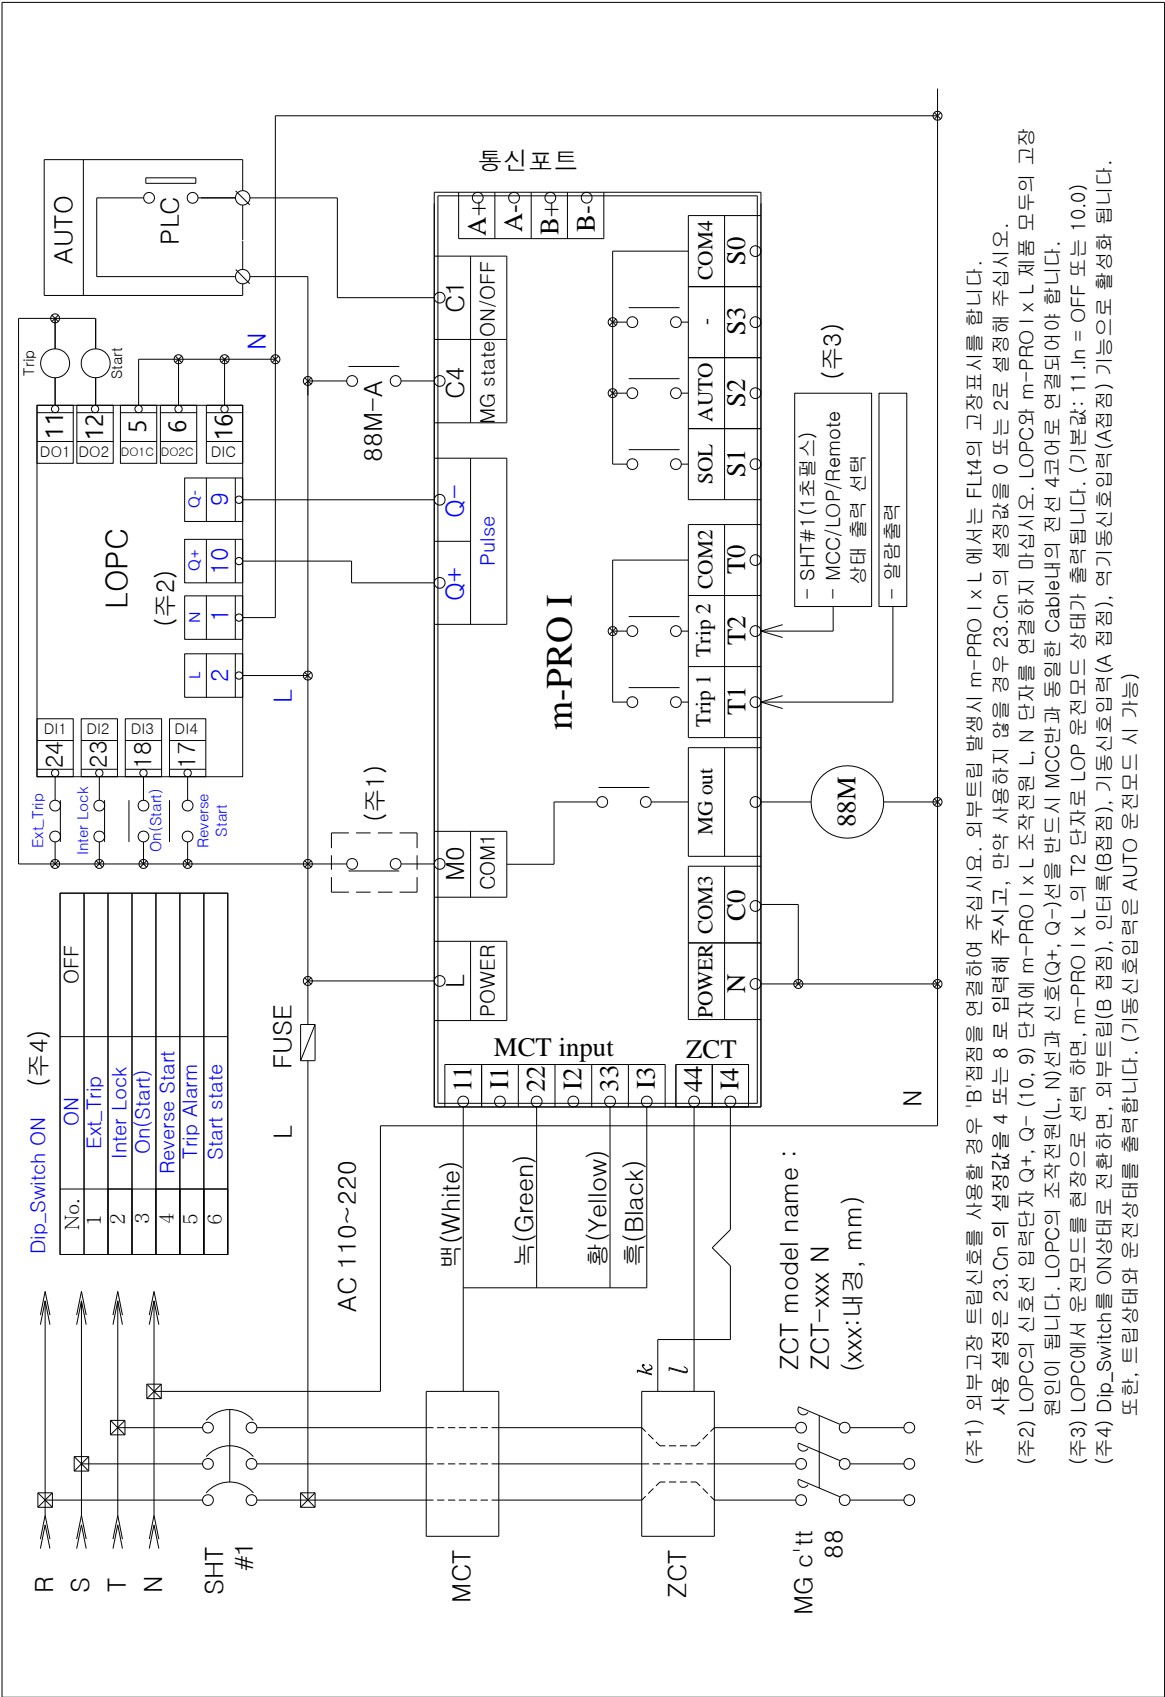 R
S
T
N
SHT
#1
MCT
ZCT
MG c'tt
88
Dip_Switch ON (주4)
No. ON OFF
1 Ext_Trip
2 Inter Lock
3 On(Start)
4 Reverse Start
5 Trip Alarm
6 Start state
AC 110~220
L FUSE
백(White)
녹(Green)
황(Yellow)
흑(Black)
k
l
ZCT model name :
ZCT-xxx N
(xxx:내경, mm)
N
Ext_Trip
Inter Lock
On(Start)
Reverse
Start
24 DI1
23 DI2
18 DI3
17 DI4
LOPC
(주2)
L 2
N 1
Q+ 10
Q- 9
DO1 11
DO2 12
DO1C 5
DO2C 6
DIC 16
Trip
Start
L
N
AUTO
PLC
(주1)
88M-A
통신포트
m-PRO I
L POWER
M0 COM1
Q+ Q-
Pulse
C4 MG state
C1 ON/OFF
A+
A-
B+
B-
MCT input ZCT
11
I1
22
I2
33
I3
44
I4
POWER N
COM3 C0
MG out
Trip 1 T1
Trip 2 T2
COM2 T0
SOL S1
AUTO S2
- S3
COM4 S0
88M
- SHT#1(1초펄스)
- MCC/LOP/Remote
상태 출력 선택
(주3)
- 알람출력
(주1) 외부고장 트립신호를 사용할 경우 'B'접점을 연결하여 주십시요. 외부트립 발생시 m-PRO I x L 에서는 FLt4의 고장표시를 합니다.
사용 설정은 23.Cn 의 설정값을 4 또는 8 로 입력해 주시고, 만약 사용하지 않을 경우 23.Cn 의 설정값을 0 또는 2로 설정해 주십시오.
(주2) LOPC의 신호선 입력단자 Q+, Q- (10, 9) 단자에 m-PRO I x L 조작전원 L, N 단자를 연결하지 마십시오. LOPC와 m-PRO I x L 제품 모두의 고장
원인이 됩니다. LOPC의 조작전원(L, N)선과 신호(Q+, Q-)선을 반드시 MCC반과 동일한 Cable내의 전선 4코어로 연결되어야 합니다.
(주3) LOPC에서 운전모드를 현장으로 선택 하면, m-PRO I x L 의 T2 단자로 LOP 운전모드 상태가 출력됩니다. (기본값: 11.In = OFF 또는 10.0)
(주4) Dip_Switch를 ON상태로 전환하면, 외부트립(B 접점), 인터록(B접점), 기동신호입력(A 접점), 역기동신호입력(A접점) 기능으로 활성화 됩니다.
또한, 트립상태와 운전상태를 출력합니다. (기동신호입력은 AUTO 운전모드 시 가능)